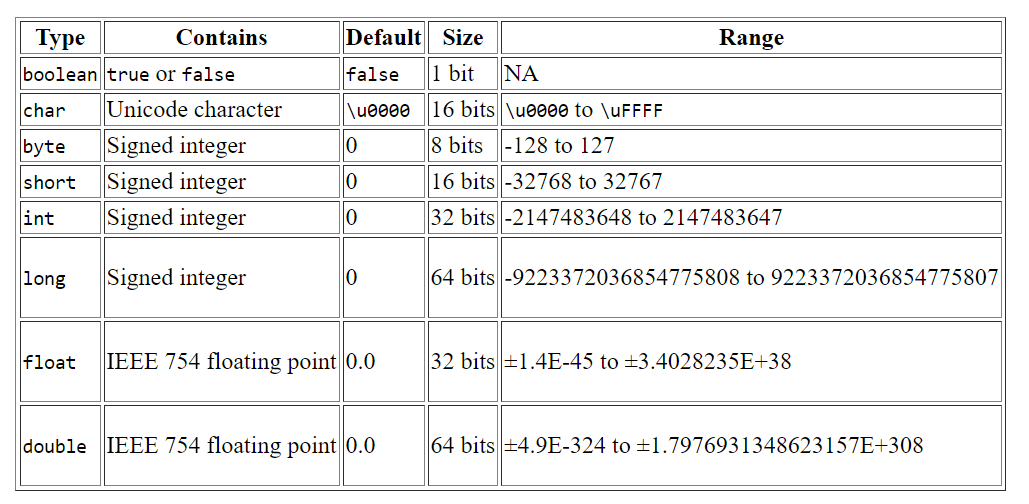 Type Contains Default Size Range
boolean true or false false 1 bit NA
char Unicode character \u0000 16 bits \u0000 to \uFFFF
byte Signed integer 0 8 bits -128 to 127
short Signed integer 0 16 bits -32768 to 32767
int Signed integer 0 32 bits -2147483648 to 2147483647
long Signed integer 0 64 bits -9223372036854775808 to 9223372036854775807
float IEEE 754 floating point 0.0 32 bits ±1.4E-45 to ±3.4028235E+38
double IEEE 754 floating point 0.0 64 bits ±4.9E-324 to ±1.7976931348623157E+308